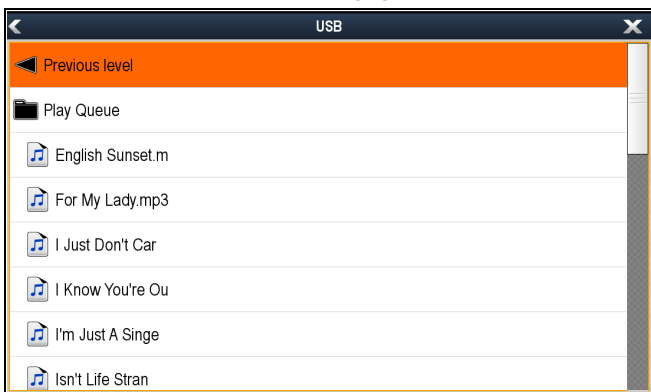 USB
Previous level
Play Queue
English Sunset.m
For My Lady.mp3
I Just Don't Car
I Know You're Ou
I'm Just A Singe
Isn't Life Stran